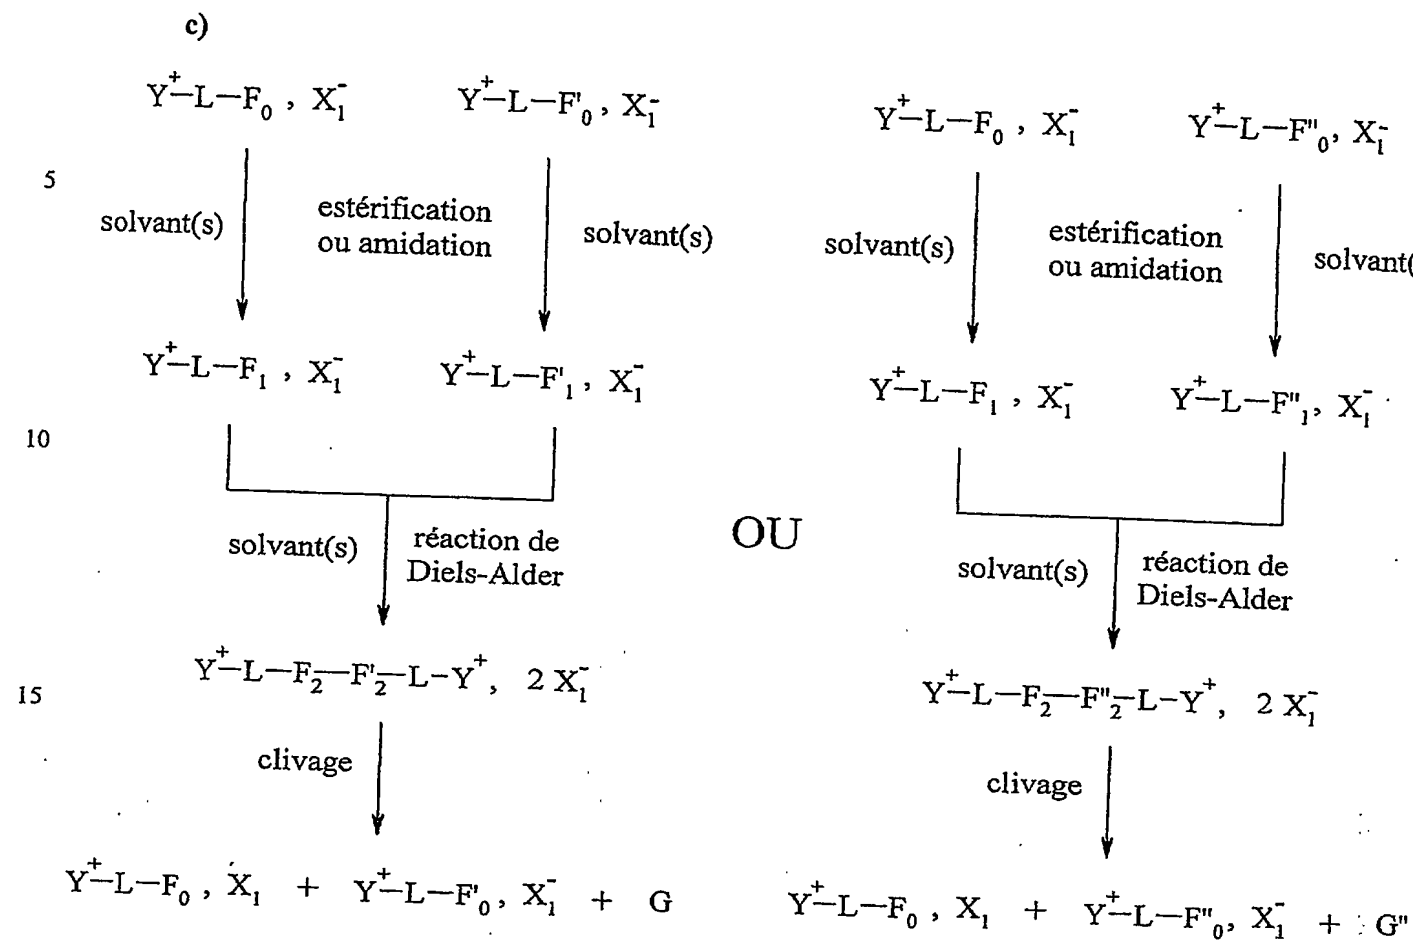 c)
Y⁺—L—F₀ , X₁⁻   Y⁺—L—F'₀ , X₁⁻   Y⁺—L—F₀ , X₁⁻   Y⁺—L—F"₀, X₁⁻
5
solvant(s)   estérification   solvant(s)   solvant(s)   estérification   solvant(
ou amidation   ou amidation
Y⁺—L—F₁ , X₁⁻   Y⁺—L—F'₁, X₁⁻   Y⁺—L—F₁ , X₁⁻   Y⁺—L—F"₁, X₁⁻
10
OU
solvant(s)   réaction de   solvant(s)   réaction de
Diels-Alder   Diels-Alder
15
Y⁺—L—F₂—F'₂—L—Y⁺, 2 X₁⁻   Y⁺—L—F₂—F"₂—L—Y⁺, 2 X₁⁻
clivage   clivage
Y⁺—L—F₀ , X₁ + Y⁺—L—F'₀, X₁⁻ + G   Y⁺—L—F₀ , X₁ + Y⁺—L—F"₀, X₁⁻ + G"